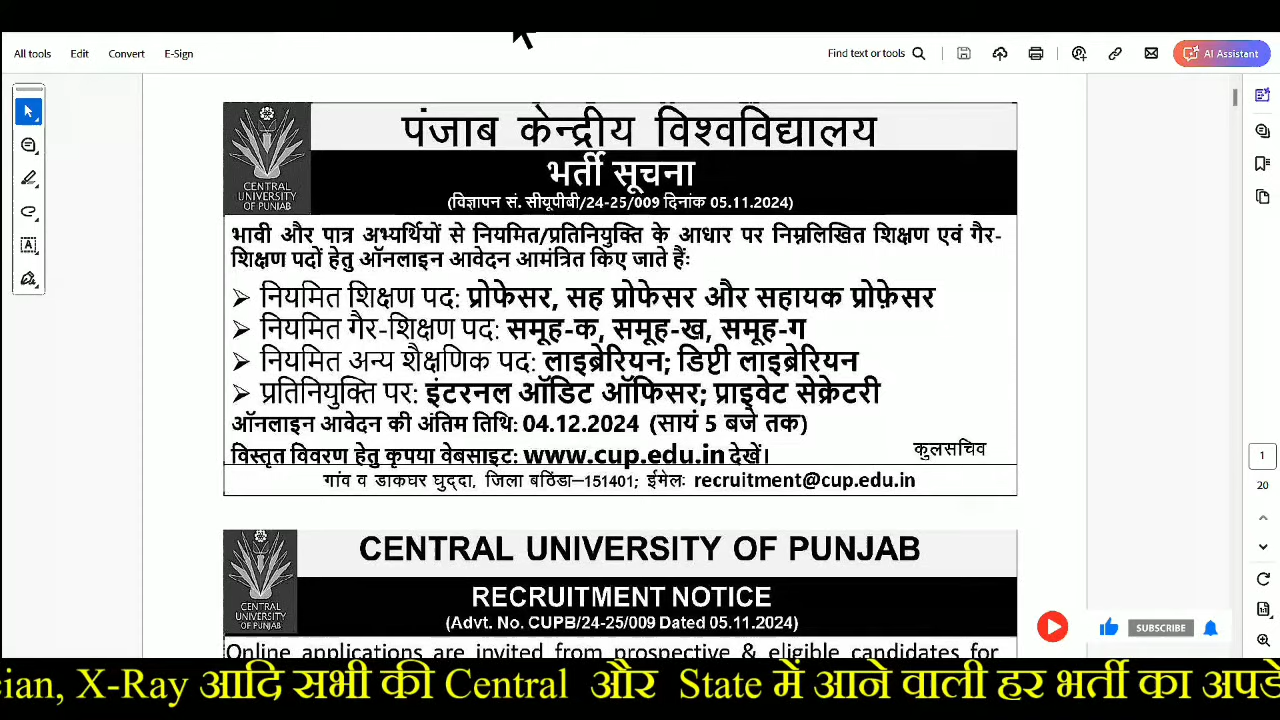 All tools Edit Convert E-Sign Find text or tools AI Assistant
पंजाब केन्द्रीय विश्वविद्यालय
भर्ती सूचना
(विज्ञापन सं. सीयूपीबी/24-25/009 दिनांक 05.11.2024)
CENTRAL
UNIVERSITY
OF PUNJAB
भावी और पात्र अभ्यर्थियों से नियमित/प्रतिनियुक्ति के आधार पर निम्नलिखित शिक्षण एवं गैर-
शिक्षण पदों हेतु ऑनलाइन आवेदन आमंत्रित किए जाते हैं:
➢ नियमित शिक्षण पद: प्रोफेसर, सह प्रोफेसर और सहायक प्रोफ़ेसर
➢ नियमित गैर-शिक्षण पद: समूह-क, समूह-ख, समूह-ग
➢ नियमित अन्य शैक्षणिक पद: लाइब्रेरियन; डिप्टी लाइब्रेरियन
➢ प्रतिनियुक्ति पर: इंटरनल ऑडिट ऑफिसर; प्राइवेट सेक्रेटरी
ऑनलाइन आवेदन की अंतिम तिथि: 04.12.2024 (सायं 5 बजे तक)
विस्तृत विवरण हेतु कृपया वेबसाइट: www.cup.edu.in देखें।
कुलसचिव
गांव व डाकघर घुद्दा, जिला बठिंडा–151401; ईमेलः recruitment@cup.edu.in
1
20
CENTRAL UNIVERSITY OF PUNJAB
RECRUITMENT NOTICE
(Advt. No. CUPB/24-25/009 Dated 05.11.2024)
CENTRAL
UNIVERSITY
OF PUNJAB
Online applications are invited from prospective & eligible candidates for
SUBSCRIBE
cian, X-Ray आदि सभी की Central और State में आने वाली हर भर्ती का अपडे